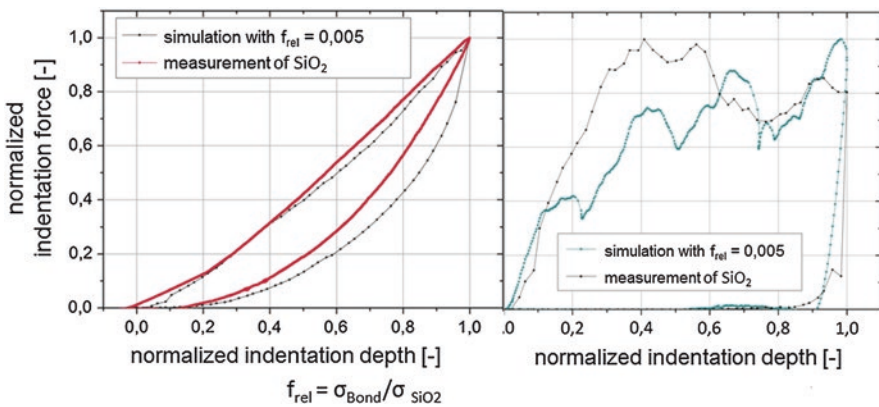 1,0
0,8
0,6
0,4
0,2
0,0
normalized
indentation force [-]
simulation with f_rel = 0,005
measurement of SiO₂
0,0 0,2 0,4 0,6 0,8 1,0
normalized indentation depth [-]
simulation with f_rel = 0,005
measurement of SiO₂
,0 0,2 0,4 0,6 0,8 1,0
normalized indentation depth [-]
f_rel = σ_Bond/σ_SiO2